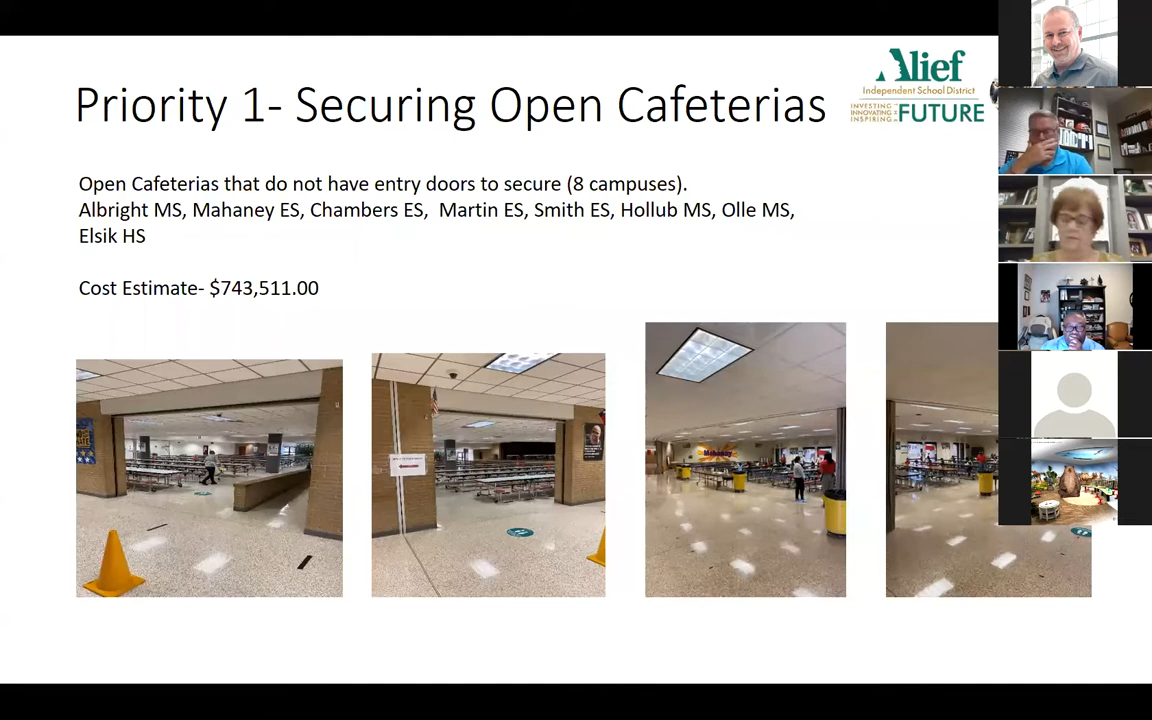 Priority 1- Securing Open Cafeterias
Alief
Independent School District
INVESTING
INNOVATING
INSPIRING
FUTURE
Open Cafeterias that do not have entry doors to secure (8 campuses).
Albright MS, Mahaney ES, Chambers ES,  Martin ES, Smith ES, Hollub MS, Olle MS,
Elsik HS
Cost Estimate- $743,511.00
Mahaney